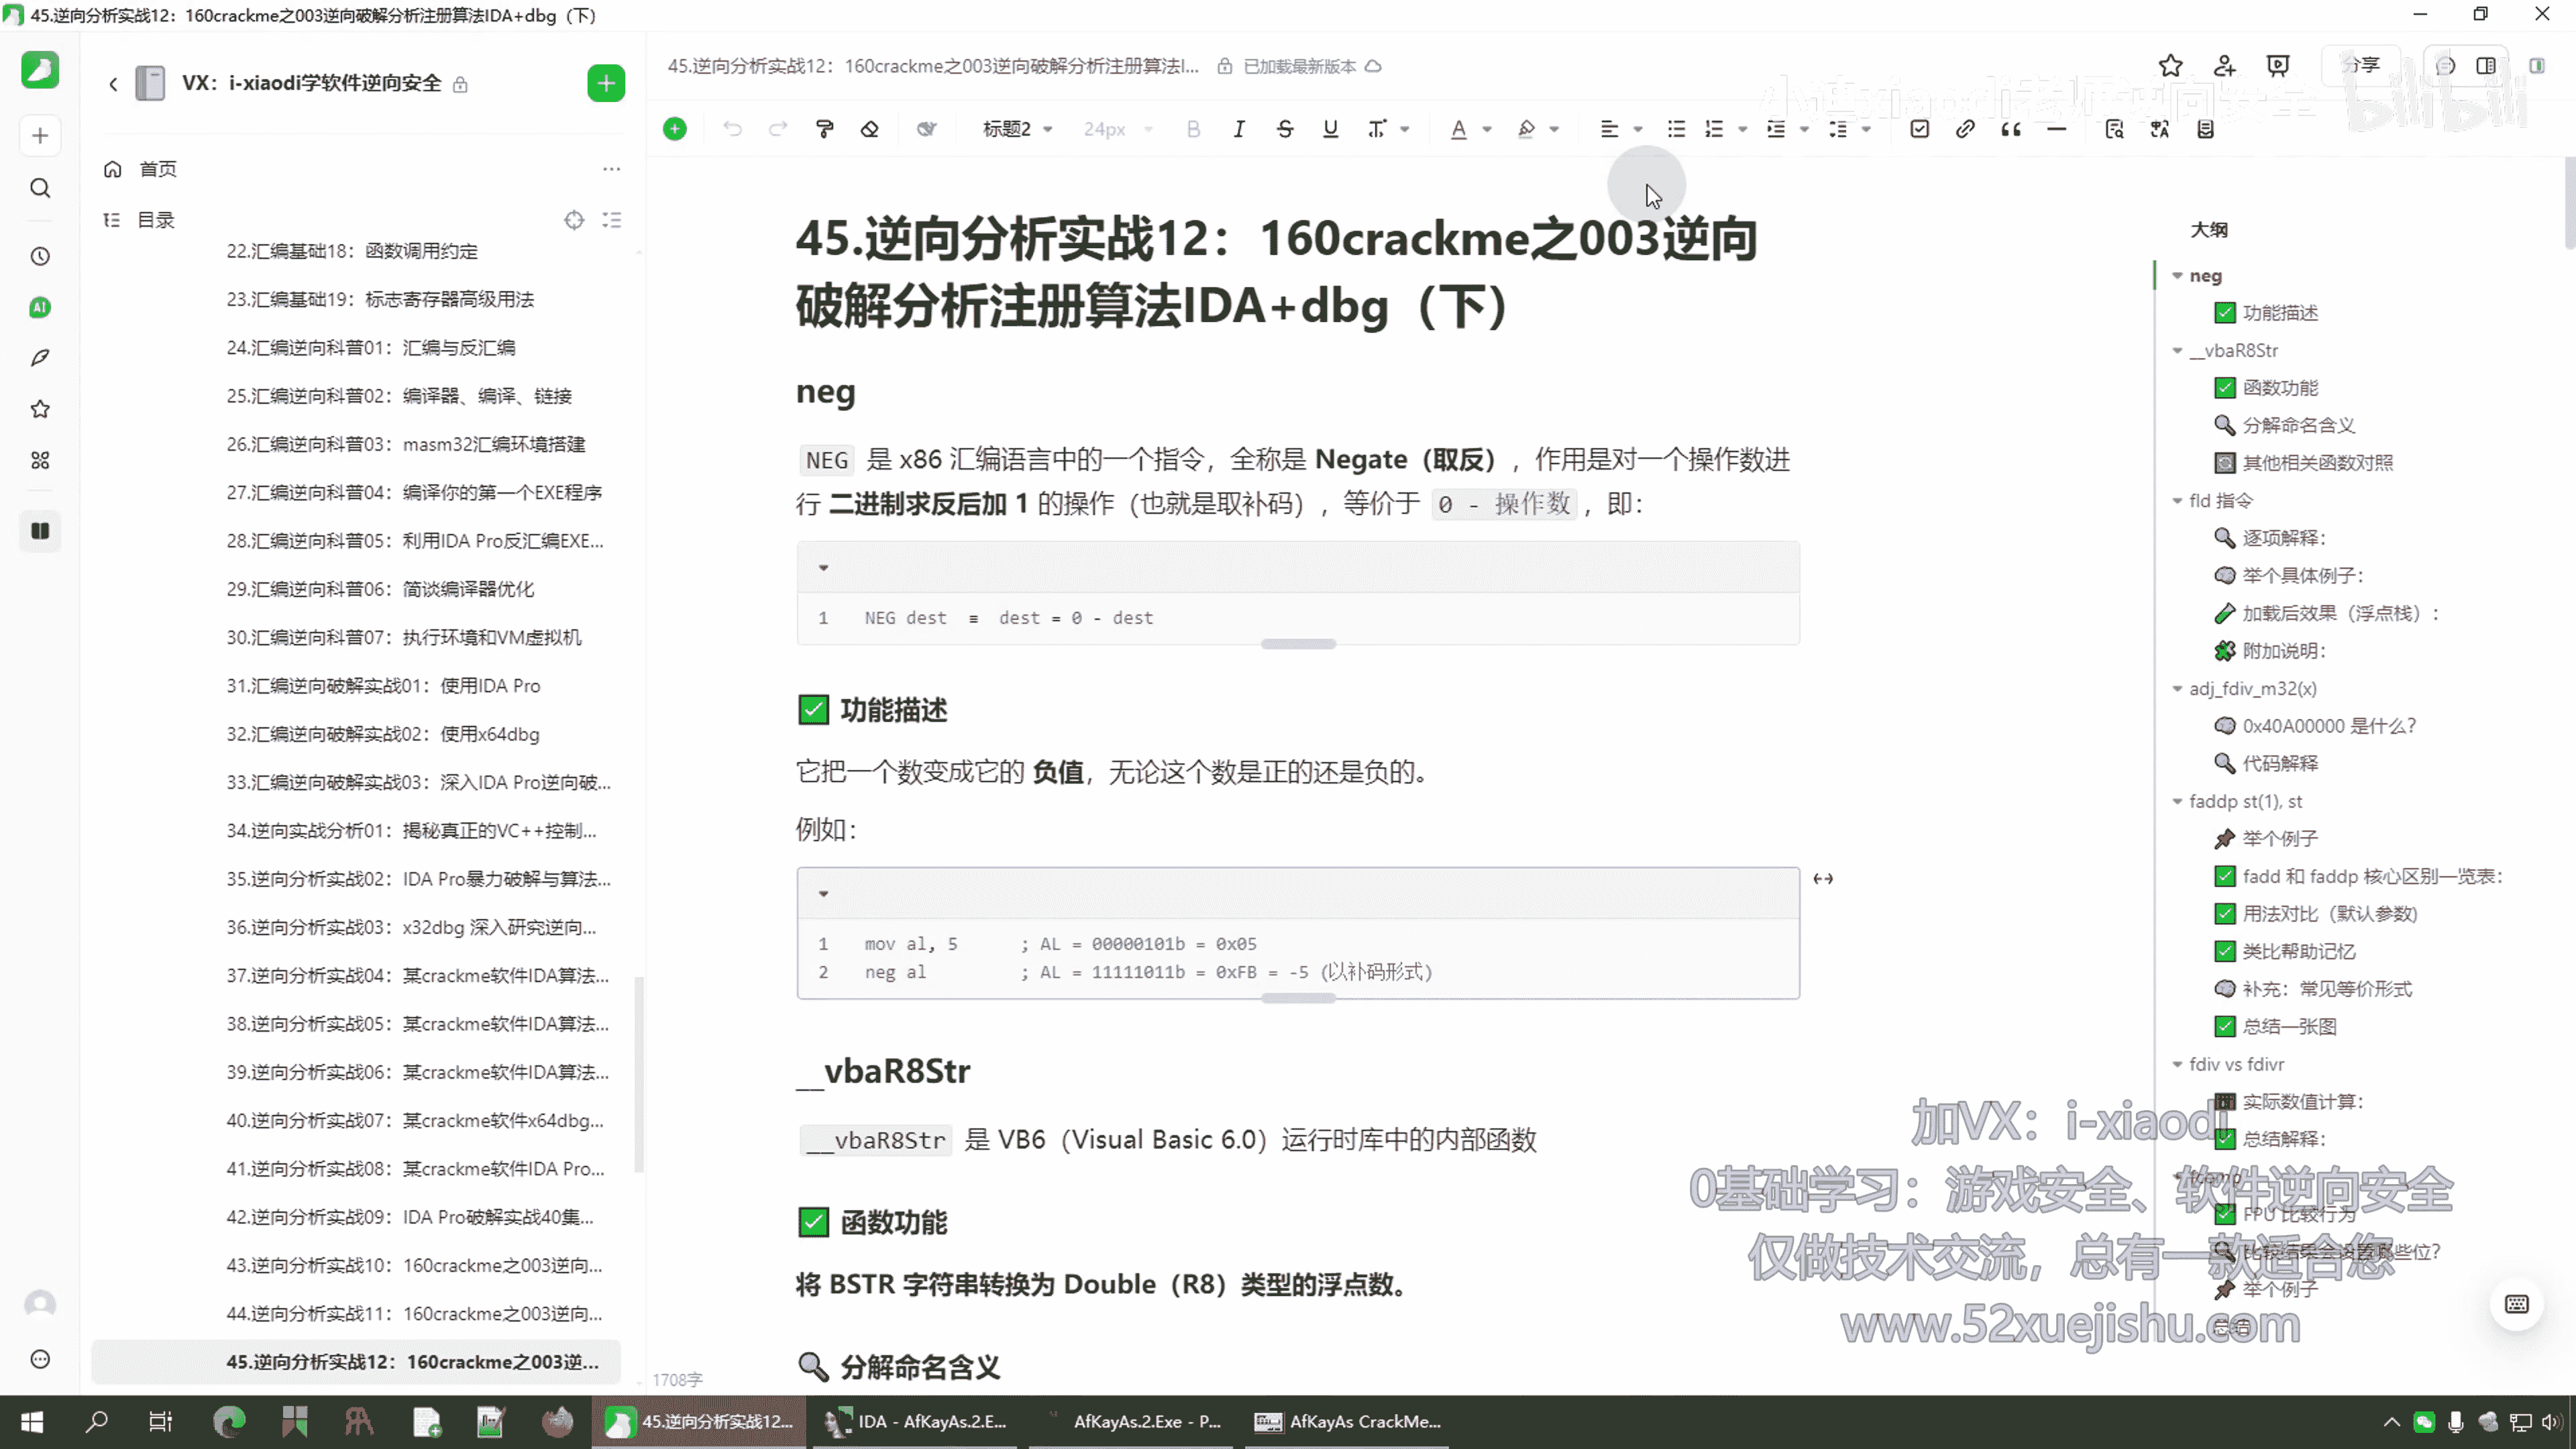 45.逆向分析实战12：160crackme之003逆向破解分析注册算法IDA+dbg（下）
VX：i-xiaodi学软件逆向安全
首页
目录
22.汇编基础18：函数调用约定
23.汇编基础19：标志寄存器高级用法
24.汇编逆向科普01：汇编与反汇编
25.汇编逆向科普02：编译器、编译、链接
26.汇编逆向科普03：masm32汇编环境搭建
27.汇编逆向科普04：编译你的第一个EXE程序
28.汇编逆向科普05：利用IDA Pro反汇编EXE...
29.汇编逆向科普06：简谈编译器优化
30.汇编逆向科普07：执行环境和VM虚拟机
31.汇编逆向破解实战01：使用IDA Pro
32.汇编逆向破解实战02：使用x64dbg
33.汇编逆向破解实战03：深入IDA Pro逆向破...
34.逆向实战分析01：揭秘真正的VC++控制...
35.逆向分析实战02：IDA Pro暴力破解与算法...
36.逆向分析实战03：x32dbg 深入研究逆向...
37.逆向分析实战04：某crackme软件IDA算法...
38.逆向分析实战05：某crackme软件IDA算法...
39.逆向分析实战06：某crackme软件IDA算法...
40.逆向分析实战07：某crackme软件x64dbg...
41.逆向分析实战08：某crackme软件IDA Pro...
42.逆向分析实战09：IDA Pro破解实战40集...
43.逆向分析实战10：160crackme之003逆向...
44.逆向分析实战11：160crackme之003逆向...
45.逆向分析实战12：160crackme之003逆...
45.逆向分析实战12：160crackme之003逆向破解分析注册算法I...
已加载最新版本
分享
小迪xiaodi老师逆向安全
bilibili
标题2
24px
45.逆向分析实战12：160crackme之003逆向
破解分析注册算法IDA+dbg（下）
neg
NEG 是 x86 汇编语言中的一个指令，全称是 Negate（取反），作用是对一个操作数进
行 二进制求反后加 1 的操作（也就是取补码），等价于 0 - 操作数 ，即：
1 NEG dest ≡ dest = 0 - dest
✅ 功能描述
它把一个数变成它的 负值，无论这个数是正的还是负的。
例如：
1 mov al, 5 ; AL = 00000101b = 0x05
2 neg al ; AL = 11111011b = 0xFB = -5 (以补码形式)
__vbaR8Str
__vbaR8Str 是 VB6（Visual Basic 6.0）运行时库中的内部函数
✅ 函数功能
将 BSTR 字符串转换为 Double（R8）类型的浮点数。
🔍 分解命名含义
1708字
大纲
neg
功能描述
__vbaR8Str
函数功能
分解命名含义
其他相关函数对照
fld 指令
逐项解释：
举个具体例子：
加载后效果（浮点栈）：
附加说明：
adj_fdiv_m32(x)
0x40A00000 是什么？
代码解释
faddp st(1), st
举个例子
fadd 和 faddp 核心区别一览表：
用法对比（默认参数)
类比帮助记忆
补充：常见等价形式
总结一张图
fdiv vs fdivr
实际数值计算：
总结解释：
fcomp
FPU 比较行为
比较结果会设置哪些位？
举个例子
总结
加VX：i-xiaodi
0基础学习：游戏安全、软件逆向安全
仅做技术交流，总有一款适合您
www.52xuejishu.com
45.逆向分析实战12...
IDA - AfKayAs.2.E...
AfKayAs.2.Exe - P...
AfKayAs CrackMe...